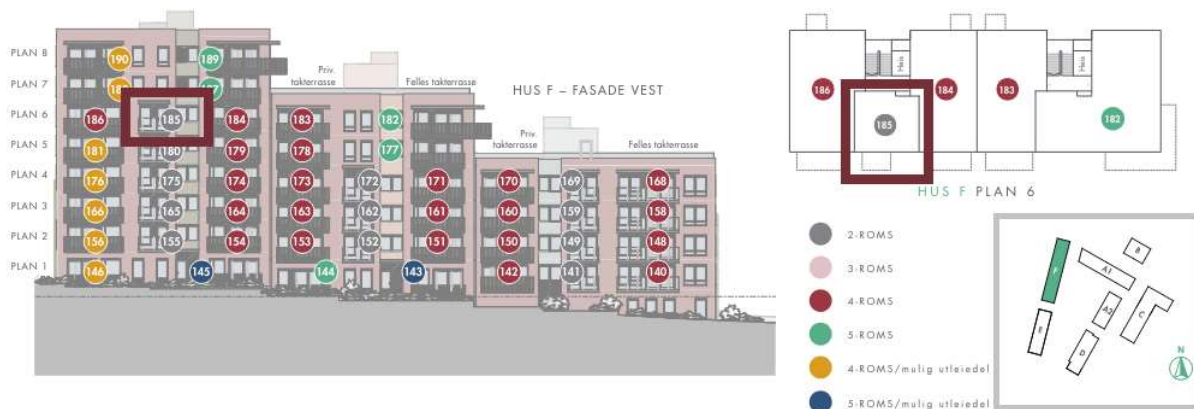 PLAN 8
PLAN 7
PLAN 6
PLAN 5
PLAN 4
PLAN 3
PLAN 2
PLAN 1
190
189
186
185
184
181
180
179
176
175
174
166
165
164
156
155
154
146
145
Priv.
takterrasse
Felles takterrasse
183
182
178
177
173
172
171
163
162
161
153
152
151
144
143
HUS F – FASADE VEST
Priv.
takterrasse
Felles takterrasse
170
169
168
160
159
158
150
149
148
142
141
140
Heis
Heis
186
184
183
185
182
HUS F PLAN 6
2-ROMS
3-ROMS
4-ROMS
5-ROMS
4-ROMS/mulig utleiedel
5-ROMS/mulig utleiedel
B
A1
F
A2
C
E
D
N